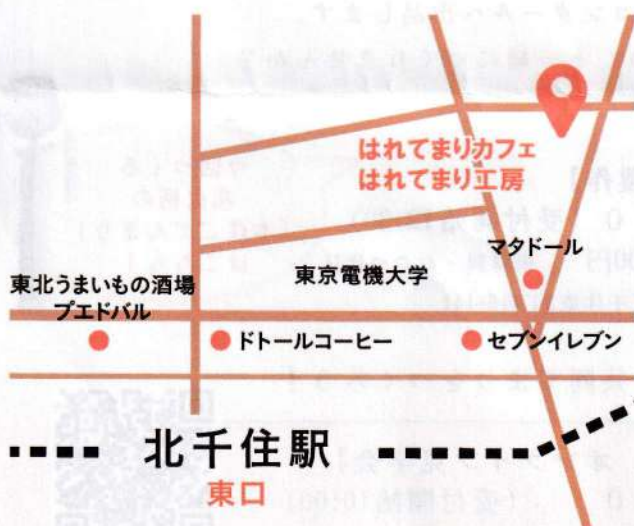 はれてまりカフェ
はれてまり工房
マタドール
東京電機大学
東北うまいもの酒場
プエドバル
ドトールコーヒー
セブンイレブン
北千住駅
東口